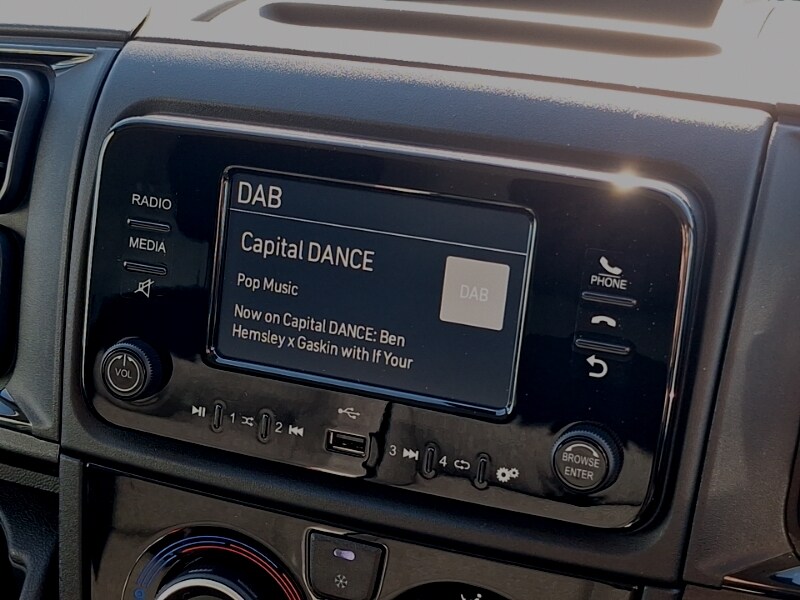 RADIO
MEDIA
VOL
DAB
Capital DANCE
Pop Music
DAB
Now on Capital DANCE: Ben
Hemsley x Gaskin with If Your
PHONE
1 2 3 4
BROWSE
ENTER